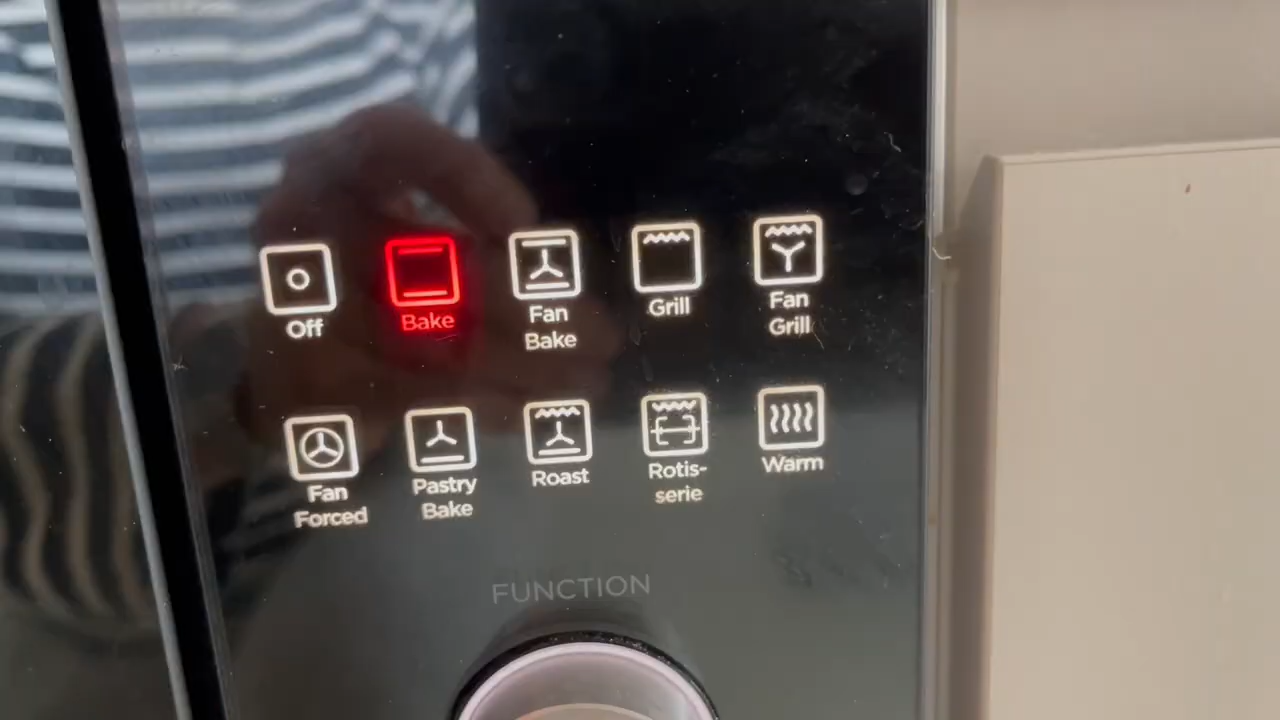 Off
Bake
Fan
Bake
Grill
Fan
Grill
Fan
Forced
Pastry
Bake
Roast
Rotis-
serie
Warm
FUNCTION